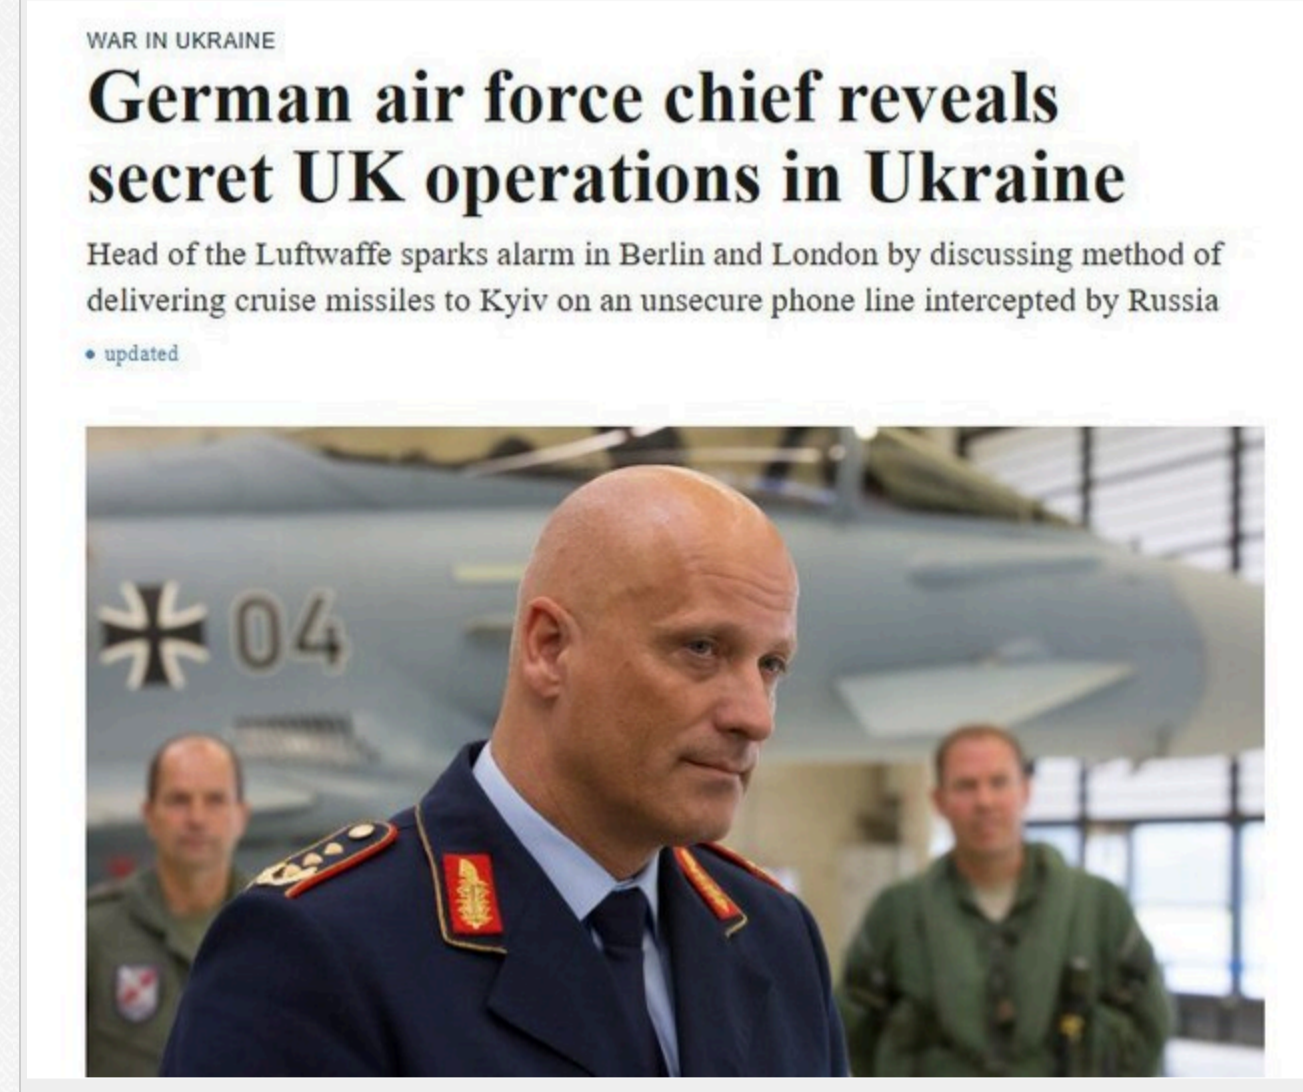 WAR IN UKRAINE
German air force chief reveals
secret UK operations in Ukraine
Head of the Luftwaffe sparks alarm in Berlin and London by discussing method of
delivering cruise missiles to Kyiv on an unsecure phone line intercepted by Russia
• updated
04